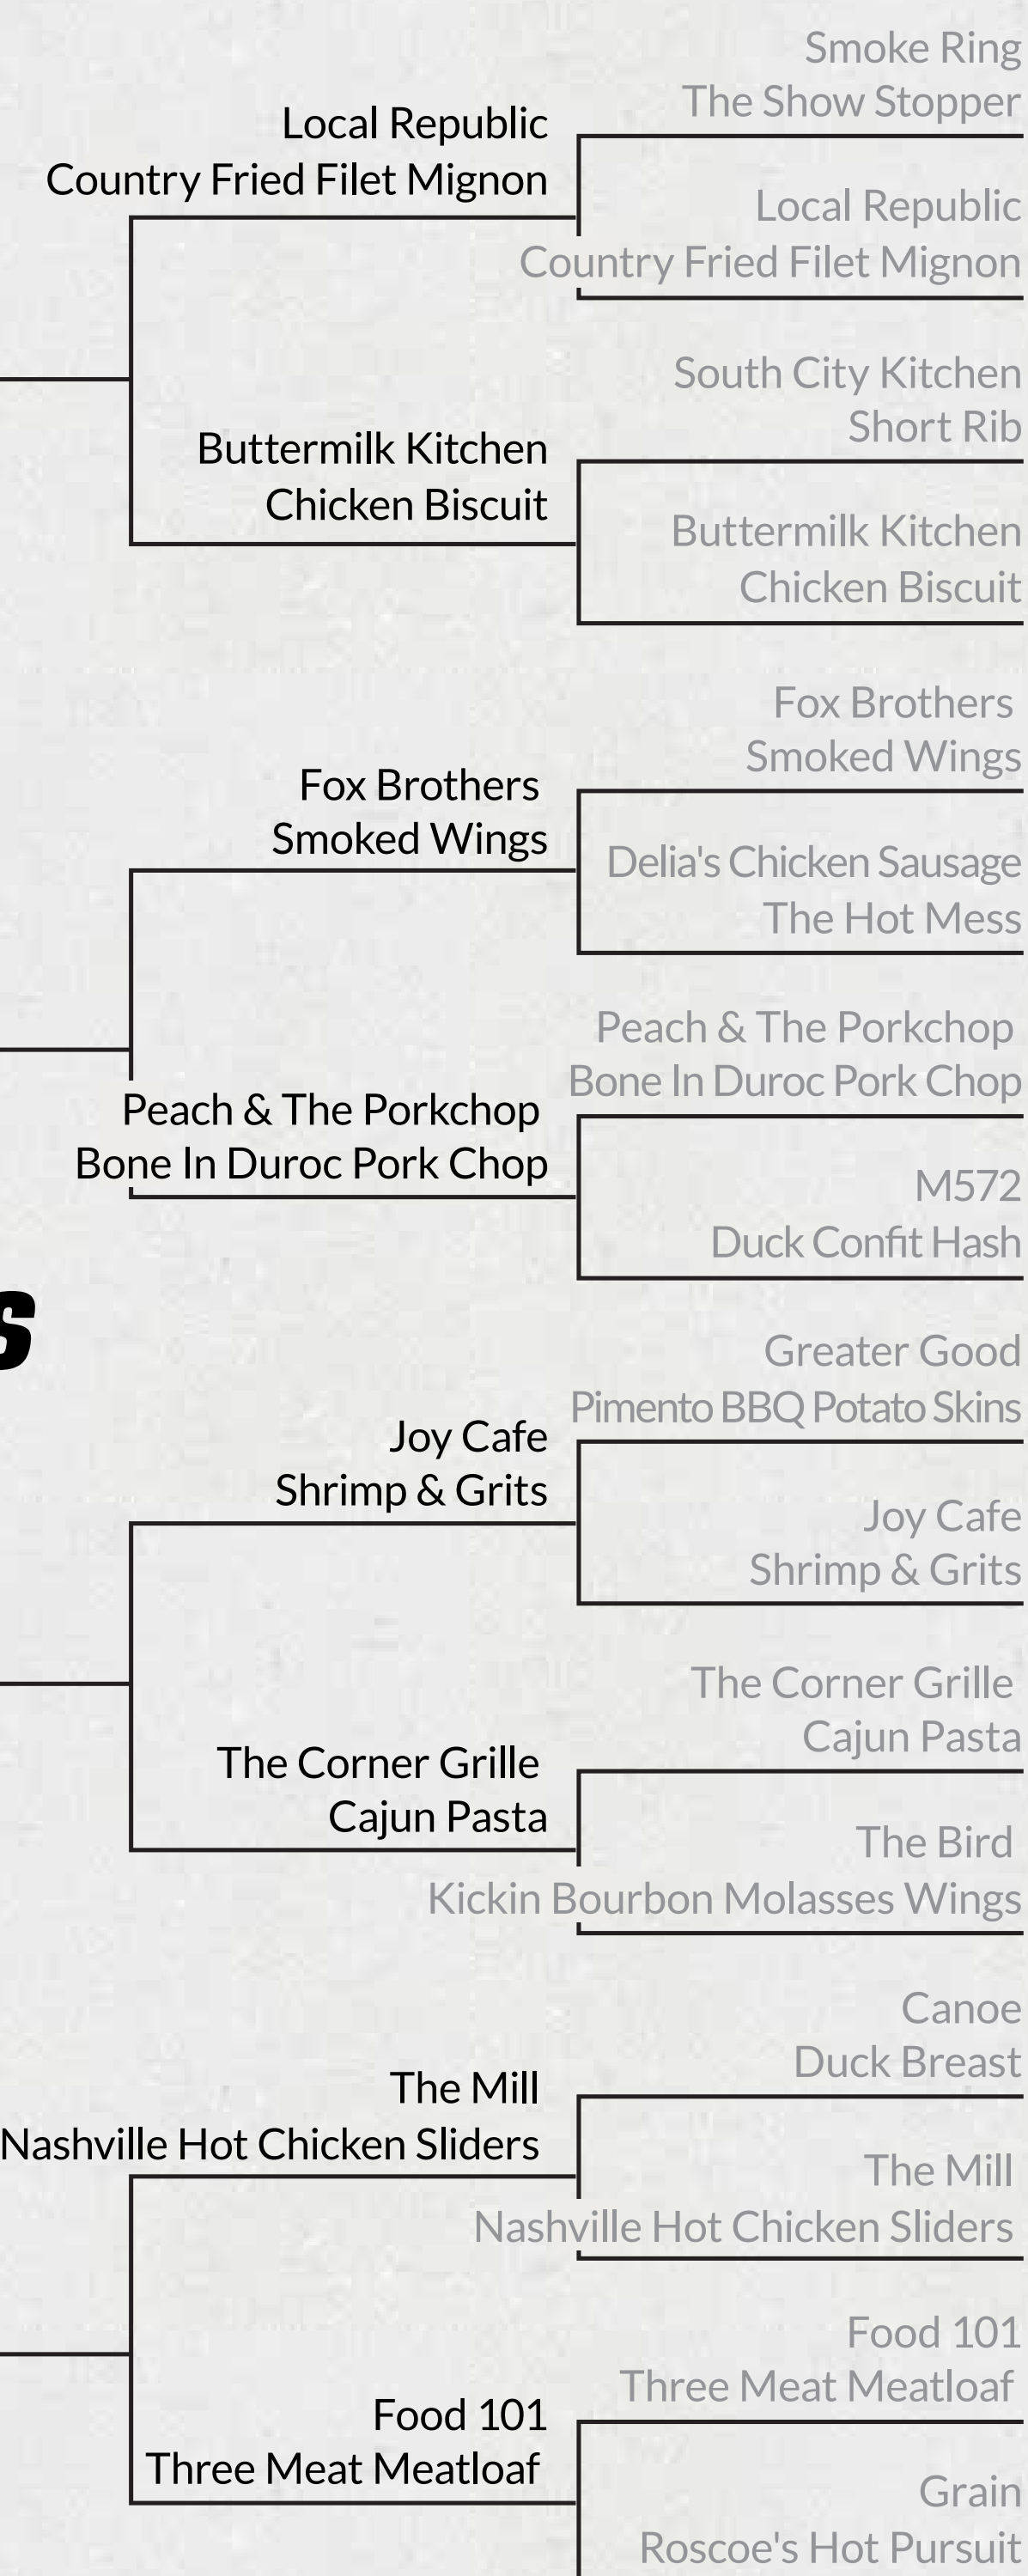 Smoke Ring
The Show Stopper
Local Republic
Country Fried Filet Mignon
Local Republic
Country Fried Filet Mignon
South City Kitchen
Short Rib
Buttermilk Kitchen
Chicken Biscuit
Buttermilk Kitchen
Chicken Biscuit
Fox Brothers
Smoked Wings
Fox Brothers
Smoked Wings
Delia's Chicken Sausage
The Hot Mess
Peach & The Porkchop
Bone In Duroc Pork Chop
Peach & The Porkchop
Bone In Duroc Pork Chop
M572
Duck Confit Hash
S
Greater Good
Pimento BBQ Potato Skins
Joy Cafe
Shrimp & Grits
Joy Cafe
Shrimp & Grits
The Corner Grille
Cajun Pasta
The Corner Grille
Cajun Pasta
The Bird
Kickin Bourbon Molasses Wings
Canoe
Duck Breast
The Mill
Nashville Hot Chicken Sliders
The Mill
Nashville Hot Chicken Sliders
Food 101
Three Meat Meatloaf
Food 101
Three Meat Meatloaf
Grain
Roscoe's Hot Pursuit